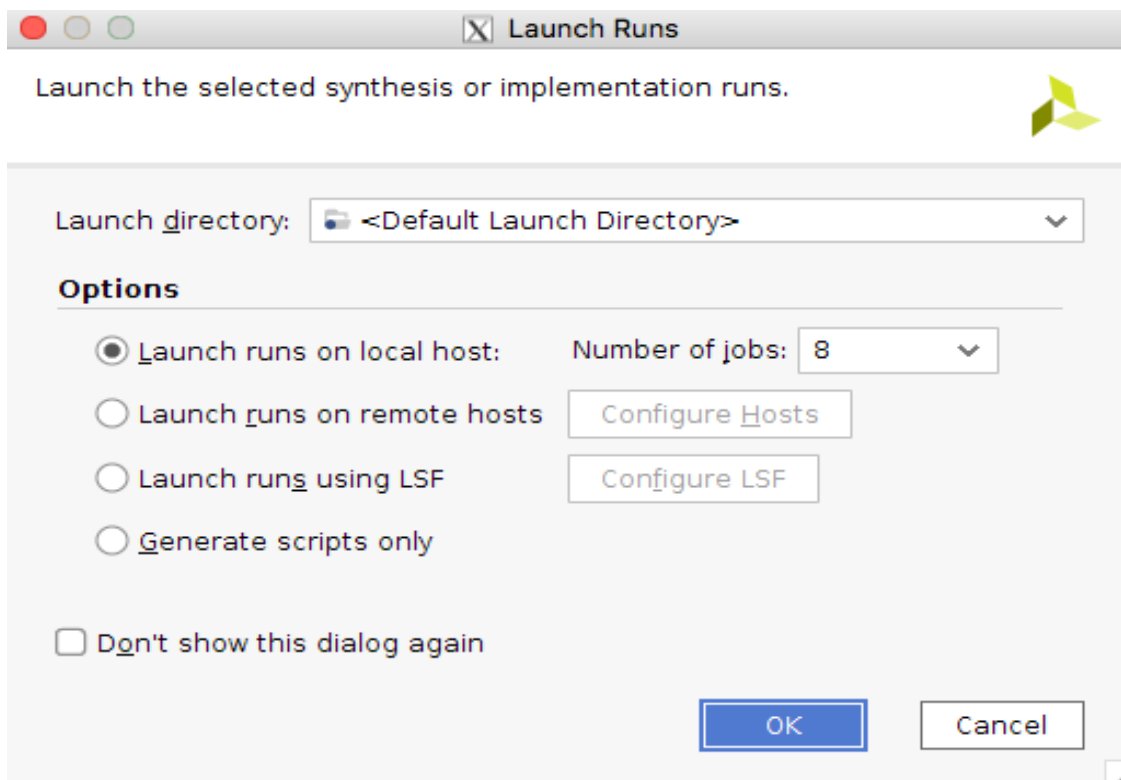 Launch Runs
Launch the selected synthesis or implementation runs.
Launch directory: <Default Launch Directory>
Options
Launch runs on local host: Number of jobs: 8
Launch runs on remote hosts Configure Hosts
Launch runs using LSF Configure LSF
Generate scripts only
Don't show this dialog again
OK Cancel